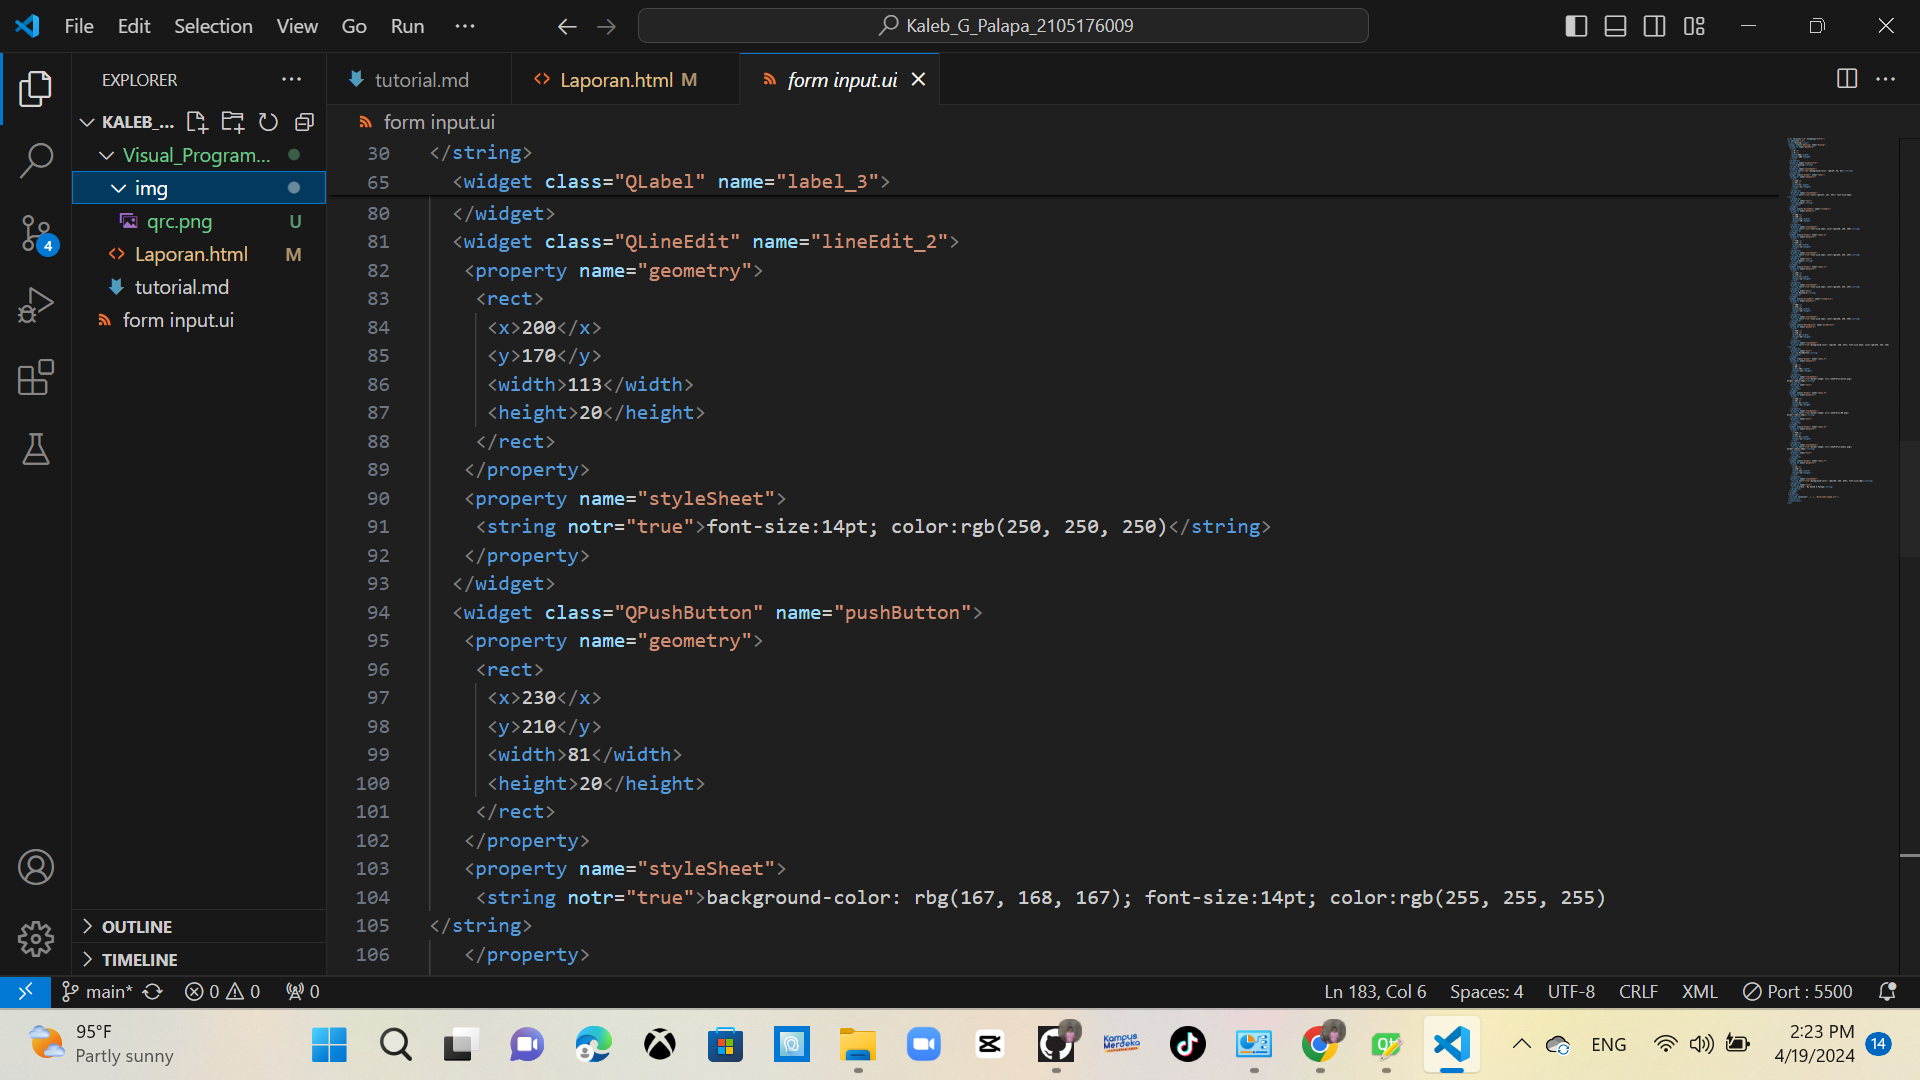 File Edit Selection View Go Run ···
Kaleb_G_Palapa_2105176009
EXPLORER
tutorial.md
Laporan.html M
form input.ui
KALEB_...
Visual_Program...
img
qrc.png U
Laporan.html M
tutorial.md
form input.ui
form input.ui
30 </string>
65 <widget class="QLabel" name="label_3">
80 </widget>
81 <widget class="QLineEdit" name="lineEdit_2">
82 <property name="geometry">
83 <rect>
84 <x>200</x>
85 <y>170</y>
86 <width>113</width>
87 <height>20</height>
88 </rect>
89 </property>
90 <property name="styleSheet">
91 <string notr="true">font-size:14pt; color:rgb(250, 250, 250)</string>
92 </property>
93 </widget>
94 <widget class="QPushButton" name="pushButton">
95 <property name="geometry">
96 <rect>
97 <x>230</x>
98 <y>210</y>
99 <width>81</width>
100 <height>20</height>
101 </rect>
102 </property>
103 <property name="styleSheet">
104 <string notr="true">background-color: rbg(167, 168, 167); font-size:14pt; color:rgb(255, 255, 255)
105 </string>
106 </property>
4
OUTLINE
TIMELINE
main* 0 0 0
Ln 183, Col 6 Spaces: 4 UTF-8 CRLF XML Port : 5500
95°F
Partly sunny
Kampus
Merdeka
Qt
ENG
2:23 PM
4/19/2024
14